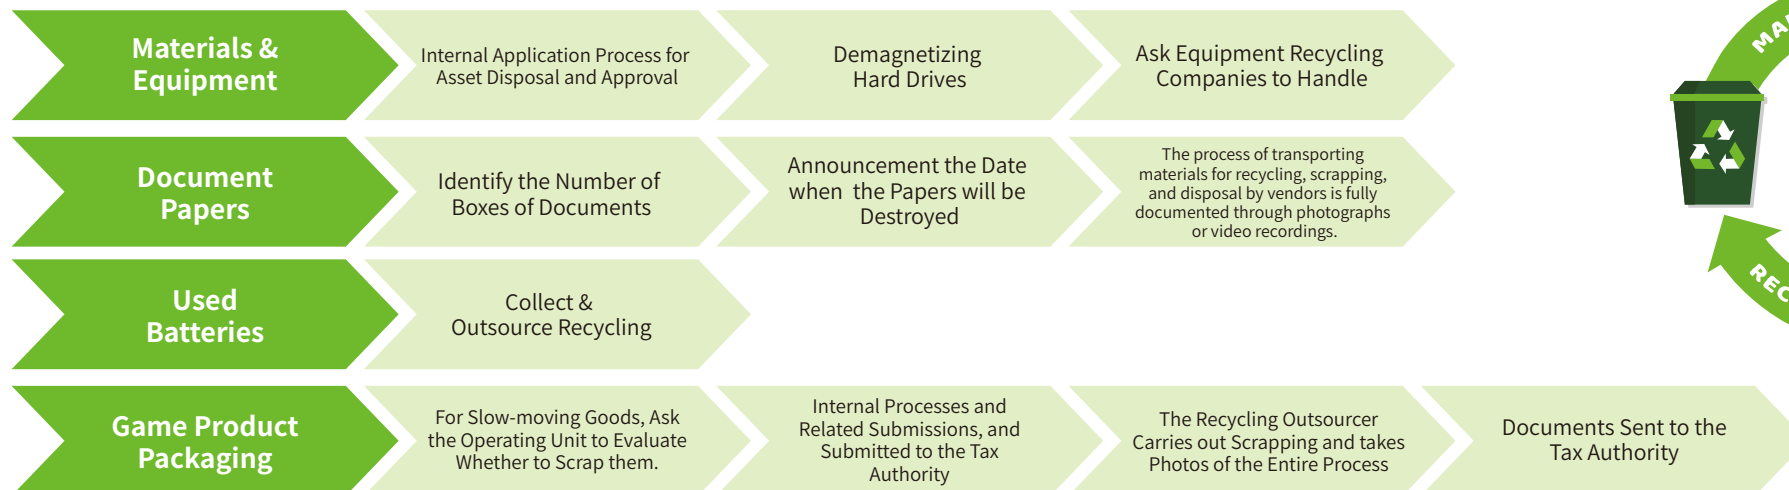 Materials &
Equipment
Internal Application Process for
Asset Disposal and Approval
Demagnetizing
Hard Drives
Ask Equipment Recycling
Companies to Handle
Document
Papers
Identify the Number of
Boxes of Documents
Announcement the Date
when the Papers will be
Destroyed
The process of transporting
materials for recycling, scrapping,
and disposal by vendors is fully
documented through photographs
or video recordings.
Used
Batteries
Collect &
Outsource Recycling
Game Product
Packaging
For Slow-moving Goods, Ask
the Operating Unit to Evaluate
Whether to Scrap them.
Internal Processes and
Related Submissions, and
Submitted to the Tax
Authority
The Recycling Outsourcer
Carries out Scrapping and takes
Photos of the Entire Process
Documents Sent to the
Tax Authority